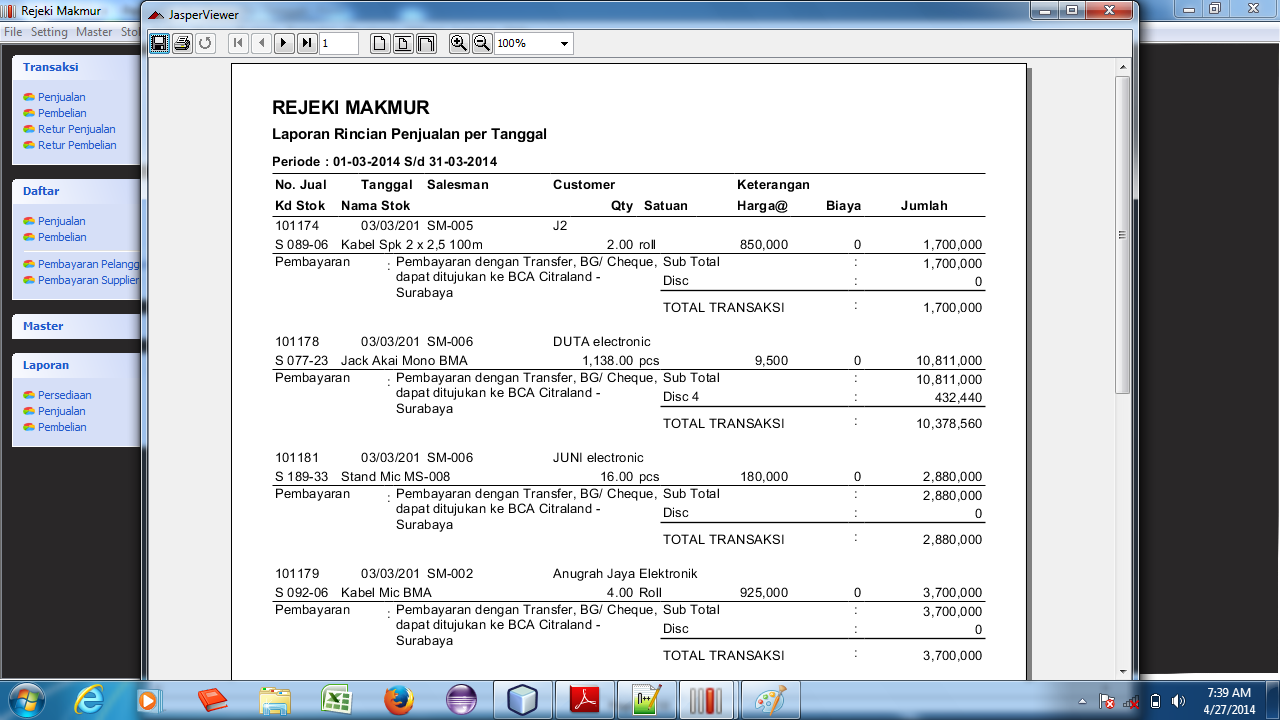 Rejeki Makmur
JasperViewer
File Setting Master Sto
1
100%
Transaksi
Penjualan
Pembelian
Retur Penjualan
Retur Pembelian
Daftar
Penjualan
Pembelian
Pembayaran Pelangg
Pembayaran Supplier
Master
Laporan
Persediaan
Penjualan
Pembelian
REJEKI MAKMUR
Laporan Rincian Penjualan per Tanggal
Periode : 01-03-2014 S/d 31-03-2014
No. Jual Tanggal Salesman Customer Keterangan
Kd Stok Nama Stok Qty Satuan Harga@ Biaya Jumlah
101174 03/03/201 SM-005 J2
S 089-06 Kabel Spk 2 x 2,5 100m 2.00 roll 850,000 0 1,700,000
Pembayaran : Pembayaran dengan Transfer, BG/ Cheque, Sub Total : 1,700,000
dapat ditujukan ke BCA Citraland - Disc : 0
Surabaya
TOTAL TRANSAKSI : 1,700,000
101178 03/03/201 SM-006 DUTA electronic
S 077-23 Jack Akai Mono BMA 1,138.00 pcs 9,500 0 10,811,000
Pembayaran : Pembayaran dengan Transfer, BG/ Cheque, Sub Total : 10,811,000
dapat ditujukan ke BCA Citraland - Disc 4 : 432,440
Surabaya
TOTAL TRANSAKSI : 10,378,560
101181 03/03/201 SM-006 JUNI electronic
S 189-33 Stand Mic MS-008 16.00 pcs 180,000 0 2,880,000
Pembayaran : Pembayaran dengan Transfer, BG/ Cheque, Sub Total : 2,880,000
dapat ditujukan ke BCA Citraland - Disc : 0
Surabaya
TOTAL TRANSAKSI : 2,880,000
101179 03/03/201 SM-002 Anugrah Jaya Elektronik
S 092-06 Kabel Mic BMA 4.00 Roll 925,000 0 3,700,000
Pembayaran : Pembayaran dengan Transfer, BG/ Cheque, Sub Total : 3,700,000
dapat ditujukan ke BCA Citraland - Disc : 0
Surabaya
TOTAL TRANSAKSI : 3,700,000
7:39 AM
4/27/2014